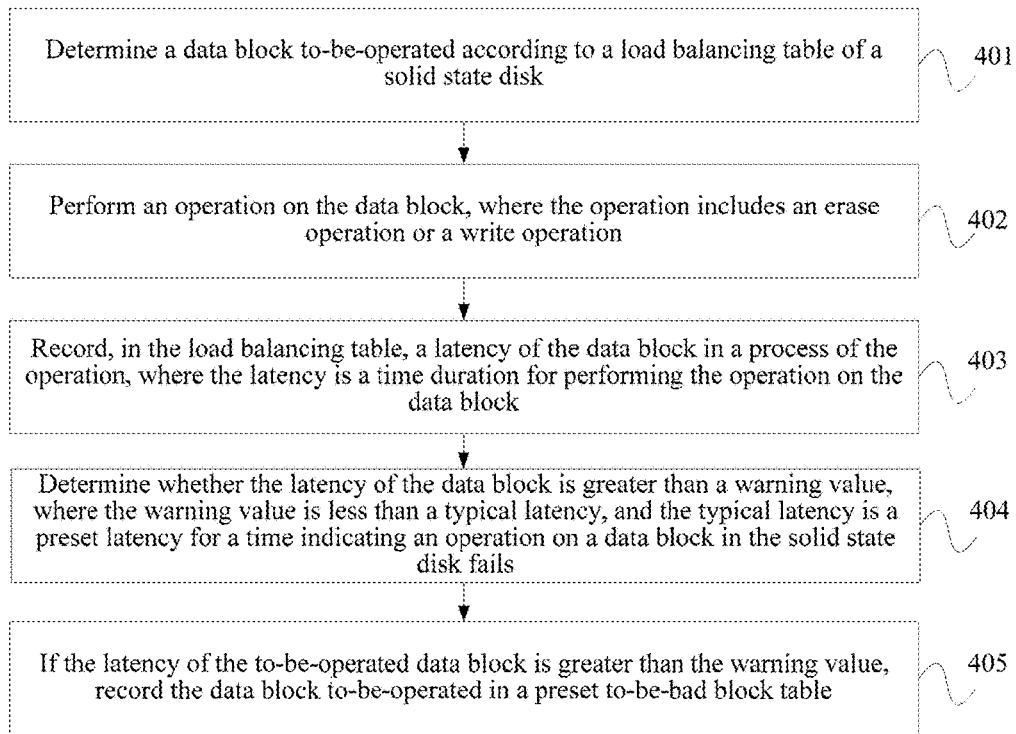 Determine a data block to-be-operated according to a load balancing table of a
solid state disk
401
Perform an operation on the data block, where the operation includes an erase
operation or a write operation
402
Record, in the load balancing table, a latency of the data block in a process of the
operation, where the latency is a time duration for performing the operation on the
data block
403
Determine whether the latency of the data block is greater than a warning value,
where the warning value is less than a typical latency, and the typical latency is a
preset latency for a time indicating an operation on a data block in the solid state
disk fails
404
If the latency of the to-be-operated data block is greater than the warning value,
record the data block to-be-operated in a preset to-be-bad block table
405